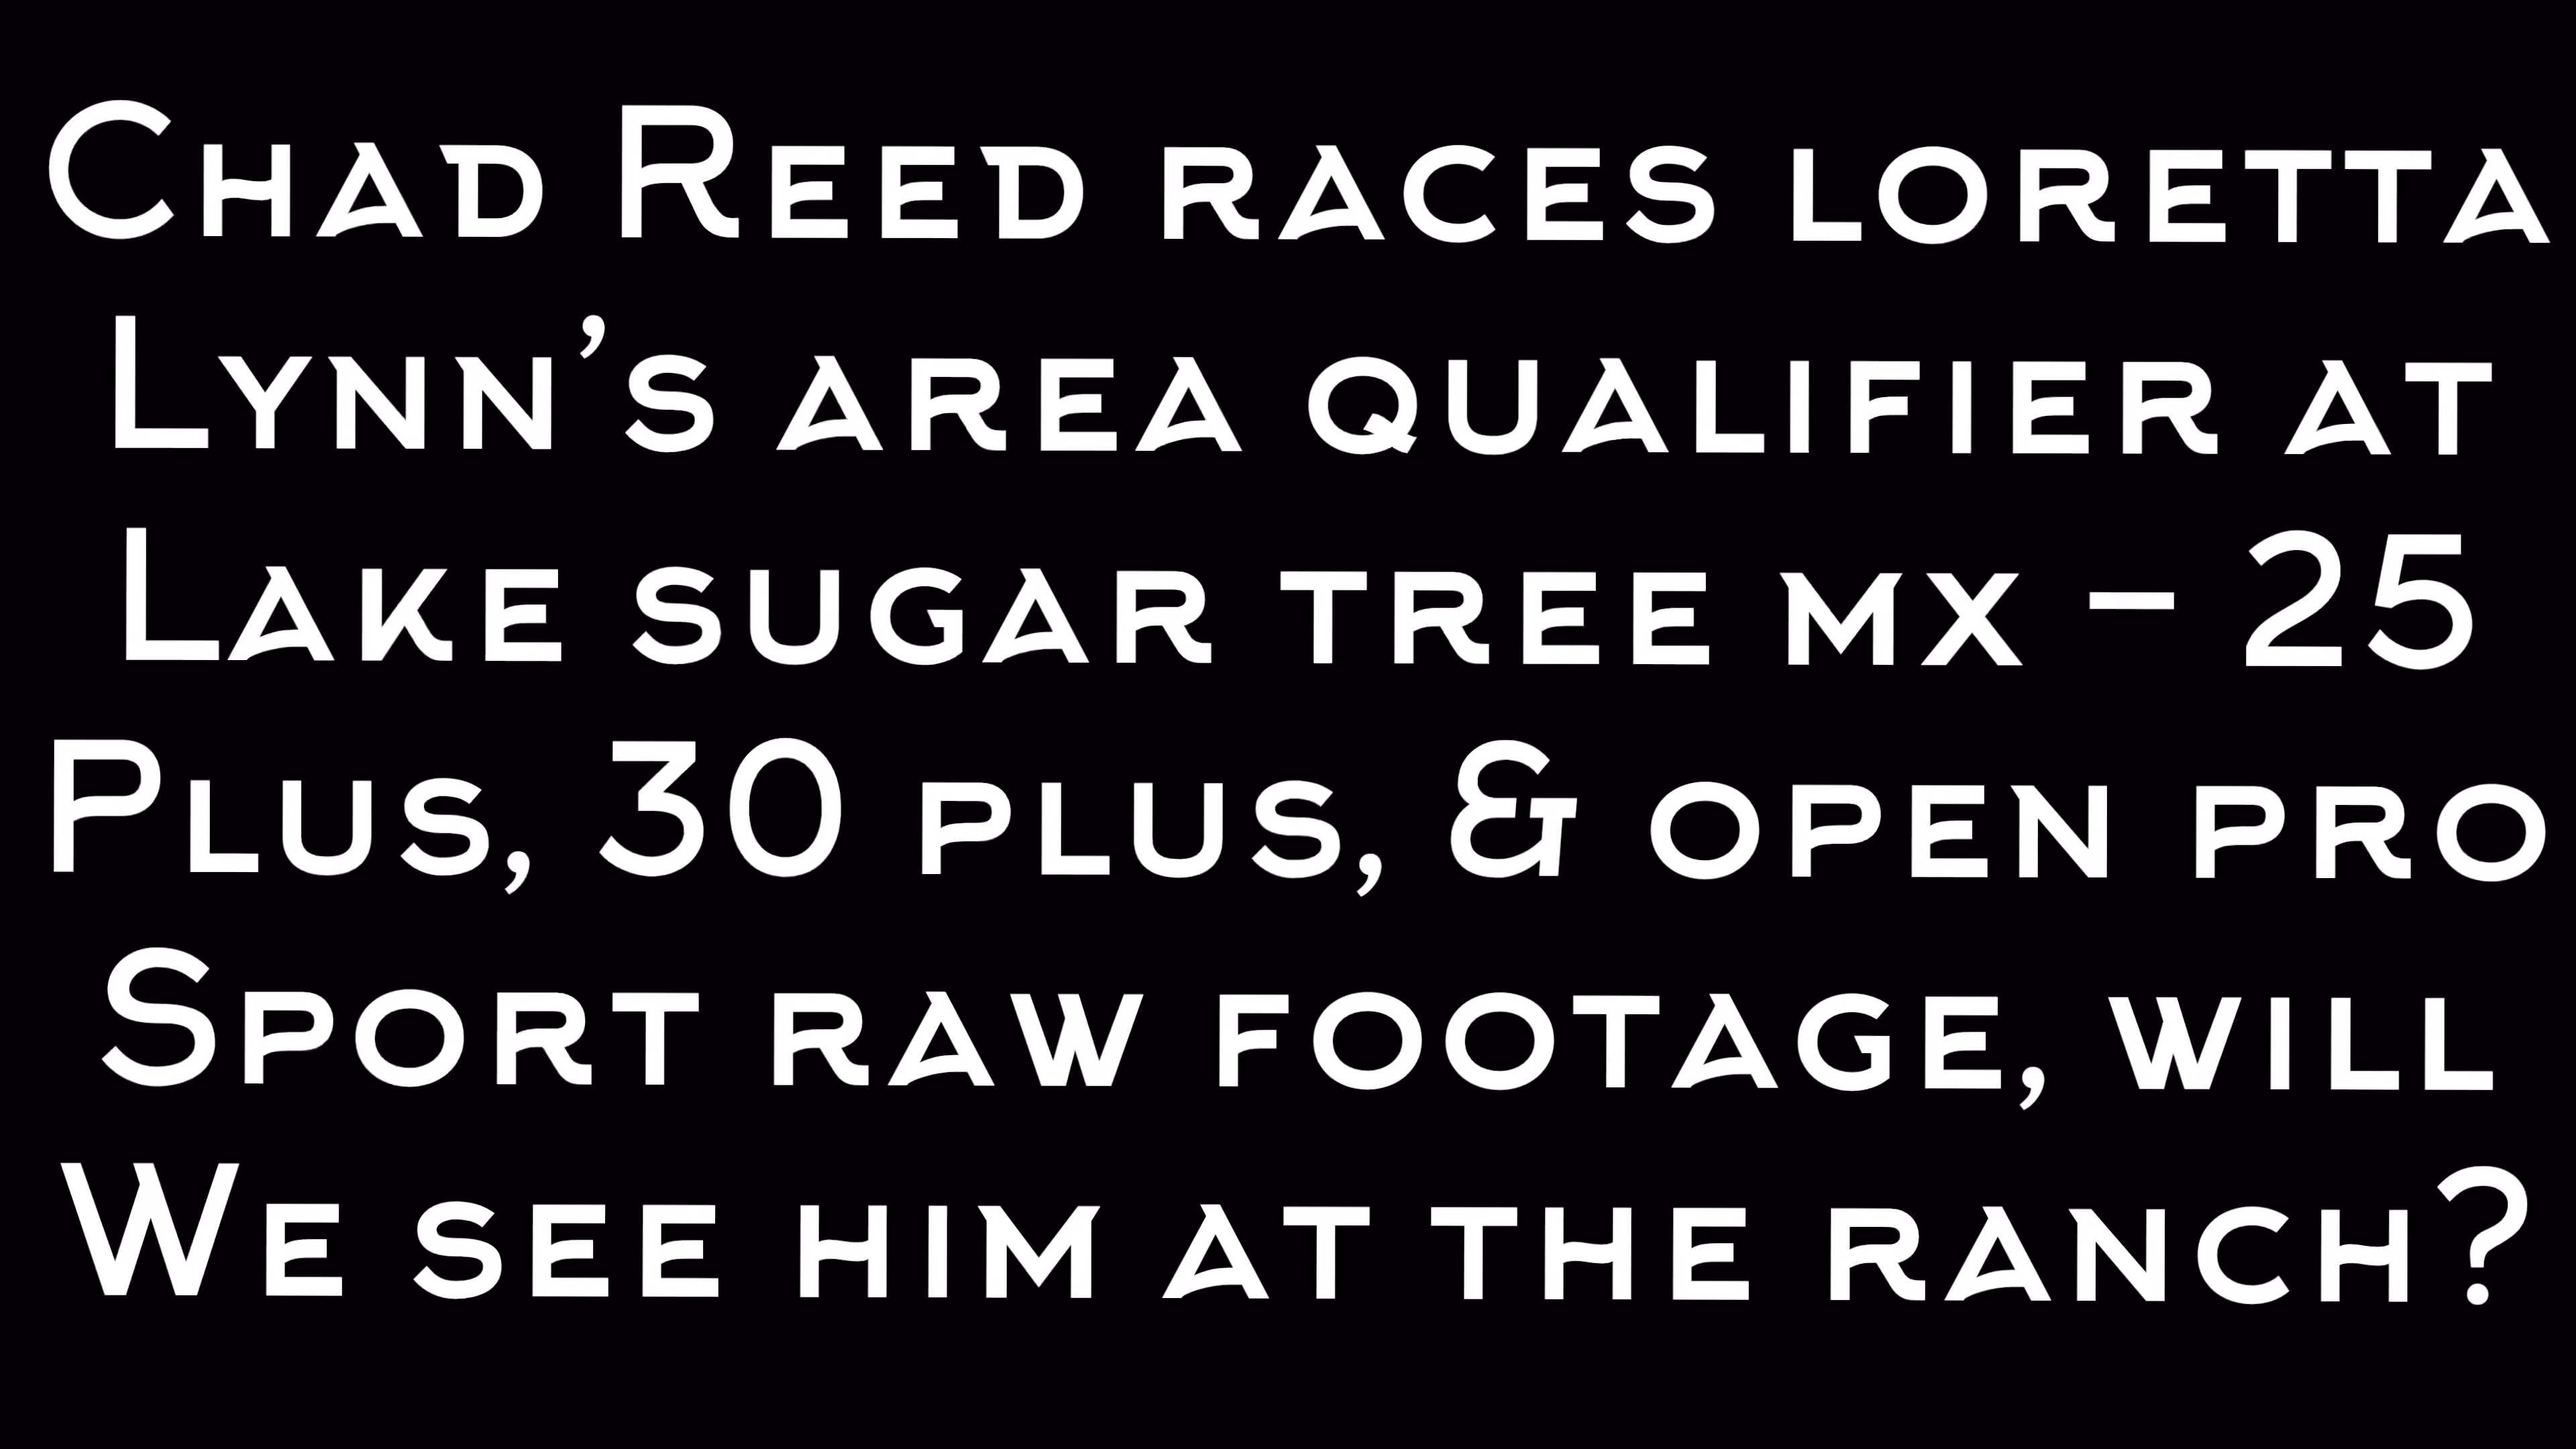 Chad Reed races loretta
Lynn’s area qualifier at
Lake sugar tree mx – 25
Plus, 30 plus, & open pro
Sport raw footage, will
We see him at the ranch?